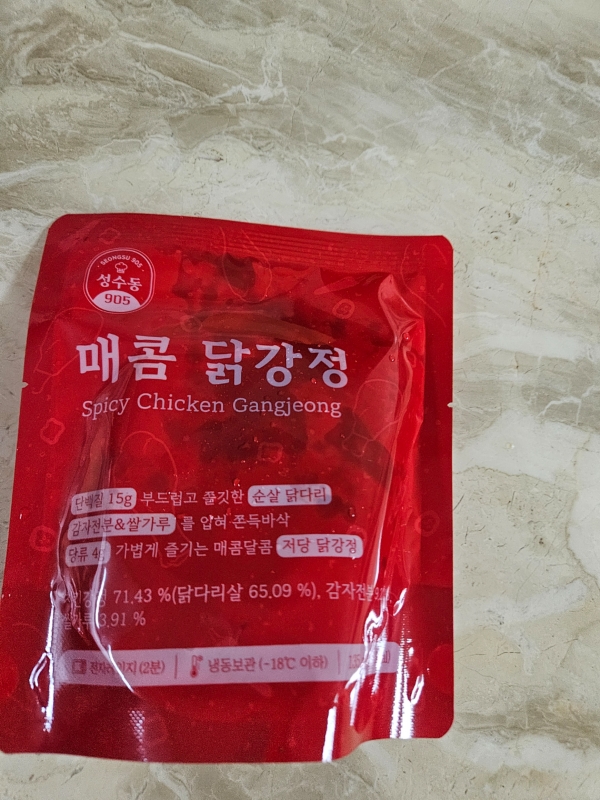 SEONGSU 905
성수동
905
매콤 닭강정
Spicy Chicken Gangjeong
단백질 15g 부드럽고 쫄깃한 순살 닭다리
감자전분&쌀가루 를 입혀 쫀득바삭
당류 4g 가볍게 즐기는 매콤달콤 저당 닭강정
71.43 %(닭다리살 65.09 %), 감자전분
3.91 %
전자레인지(2분) 냉동보관(-18℃ 이하)